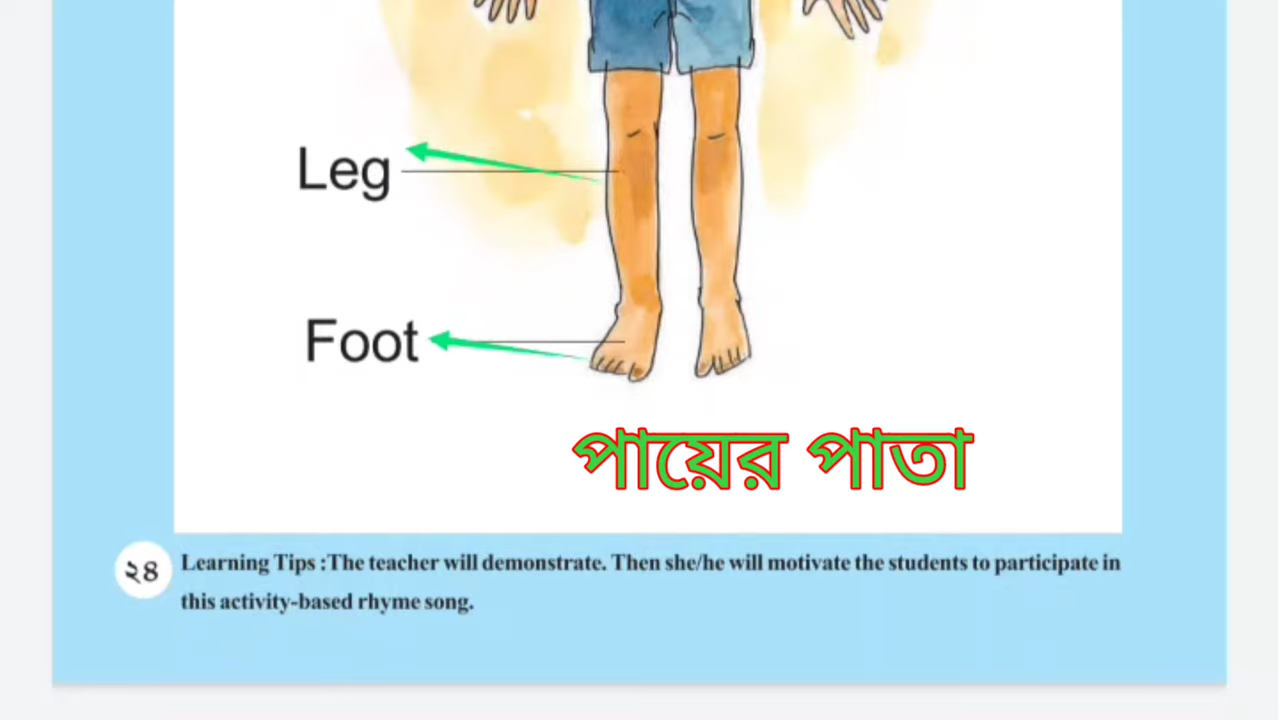 Leg
Foot
পায়ের পাতা
২৪
Learning Tips :The teacher will demonstrate. Then she/he will motivate the students to participate in
this activity-based rhyme song.